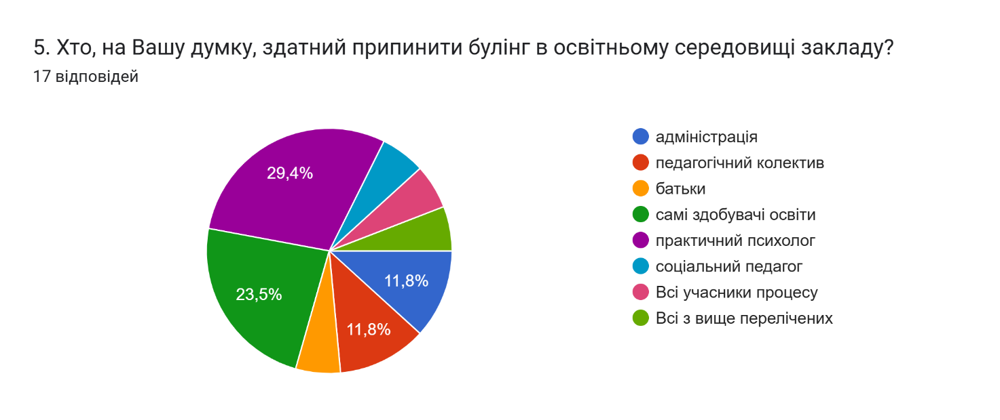 5. Хто, на Вашу думку, здатний припинити булінг в освітньому середовищі закладу?
17 відповідей
29,4%
23,5%
11,8%
11,8%
адміністрація
педагогічний колектив
батьки
самі здобувачі освіти
практичний психолог
соціальний педагог
Всі учасники процесу
Всі з вище перелічених